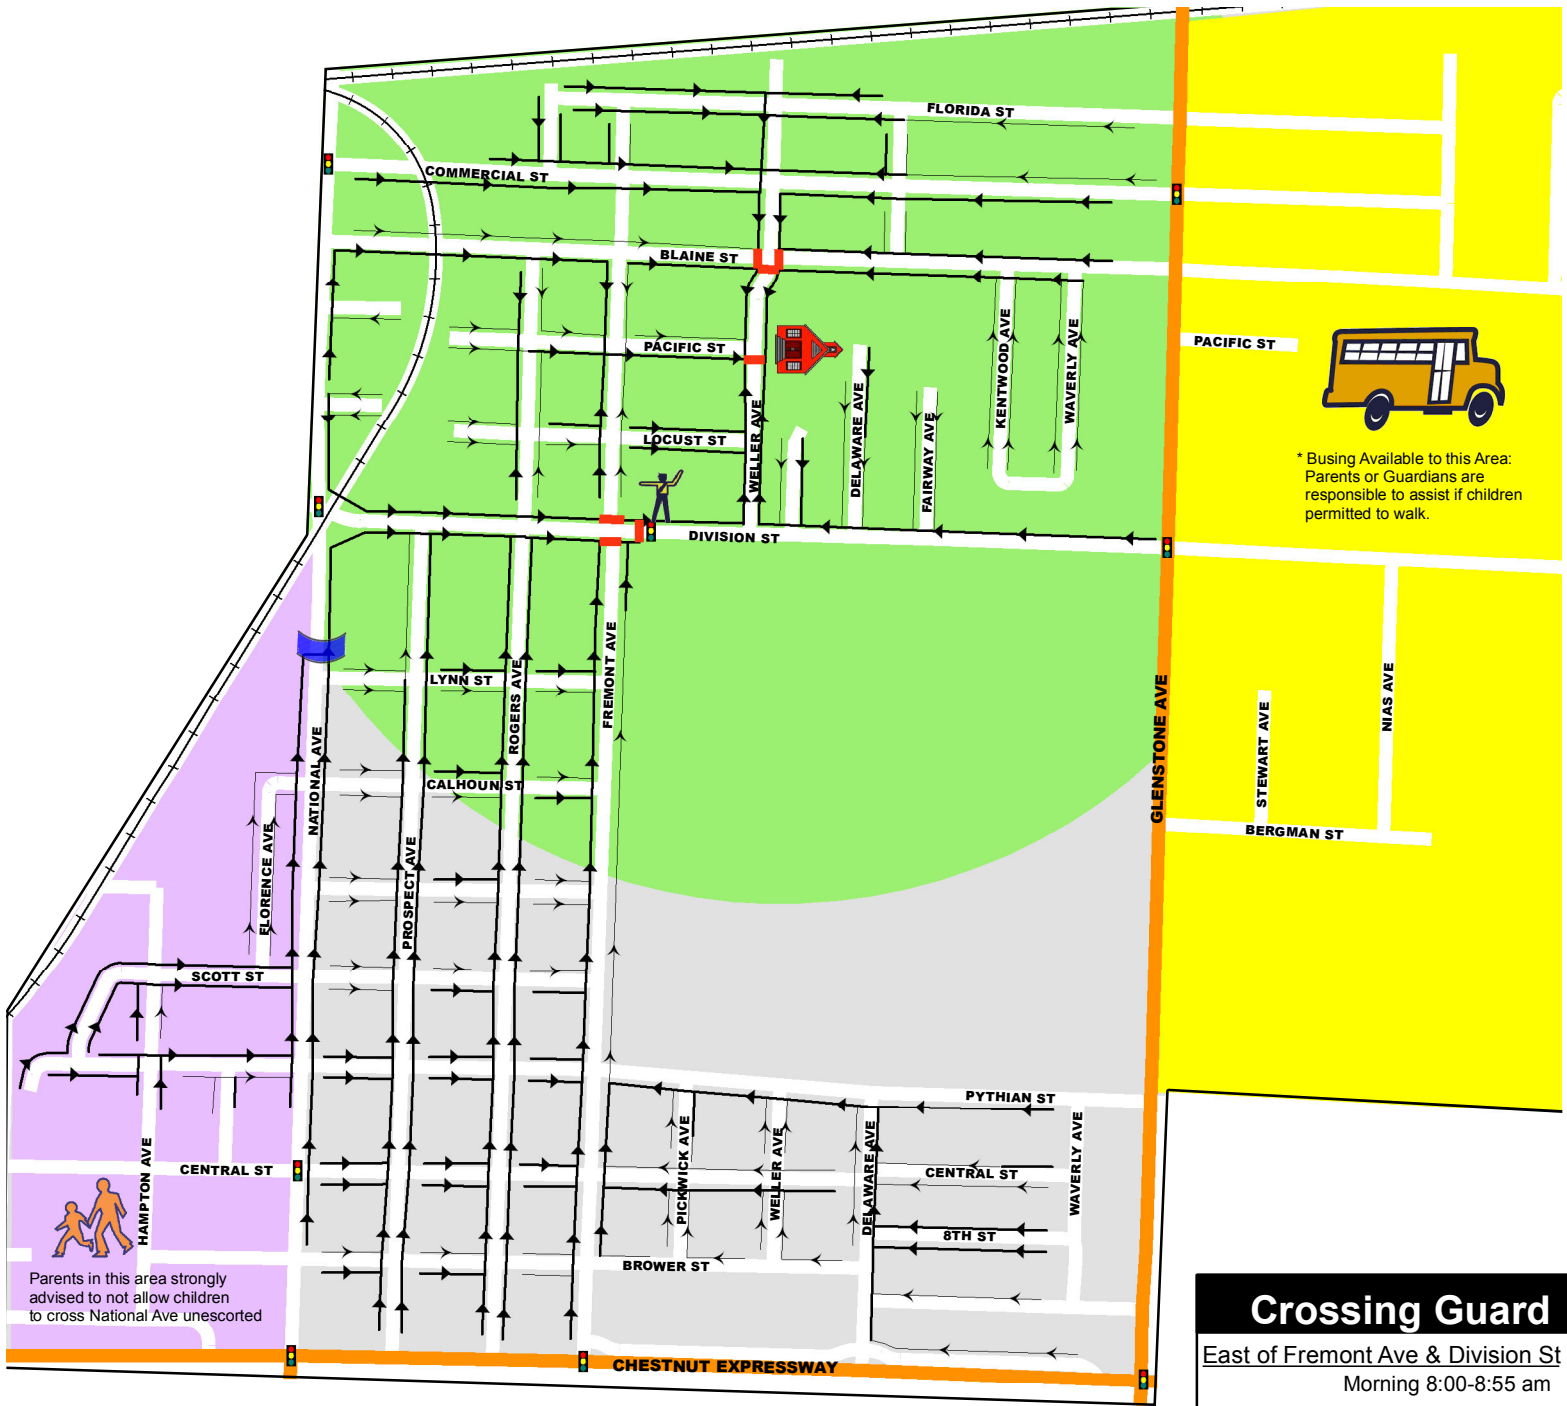 FLORIDA ST
COMMERCIAL ST
BLAINE ST
PACIFIC ST
PACIFIC ST
KENTWOOD AVE
WAVERLY AVE
DELAWARE AVE
FAIRWAY AVE
WELLER AVE
LOCUST ST
* Busing Available to this Area:
Parents or Guardians are
responsible to assist if children
permitted to walk.
DIVISION ST
LYNN ST
ROGERS AVE
FREMONT AVE
NATIONAL AVE
GLENSTONE AVE
NIAS AVE
STEWART AVE
CALHOUN ST
BERGMAN ST
FLORENCE AVE
PROSPECT AVE
SCOTT ST
PYTHIAN ST
HAMPTON AVE
CENTRAL ST
PICKWICK AVE
WELLER AVE
DELAWARE AVE
CENTRAL ST
WAVERLY AVE
8TH ST
BROWER ST
Parents in this area strongly
advised to not allow children
to cross National Ave unescorted
CHESTNUT EXPRESSWAY
Crossing Guard
East of Fremont Ave & Division St
Morning 8:00-8:55 am